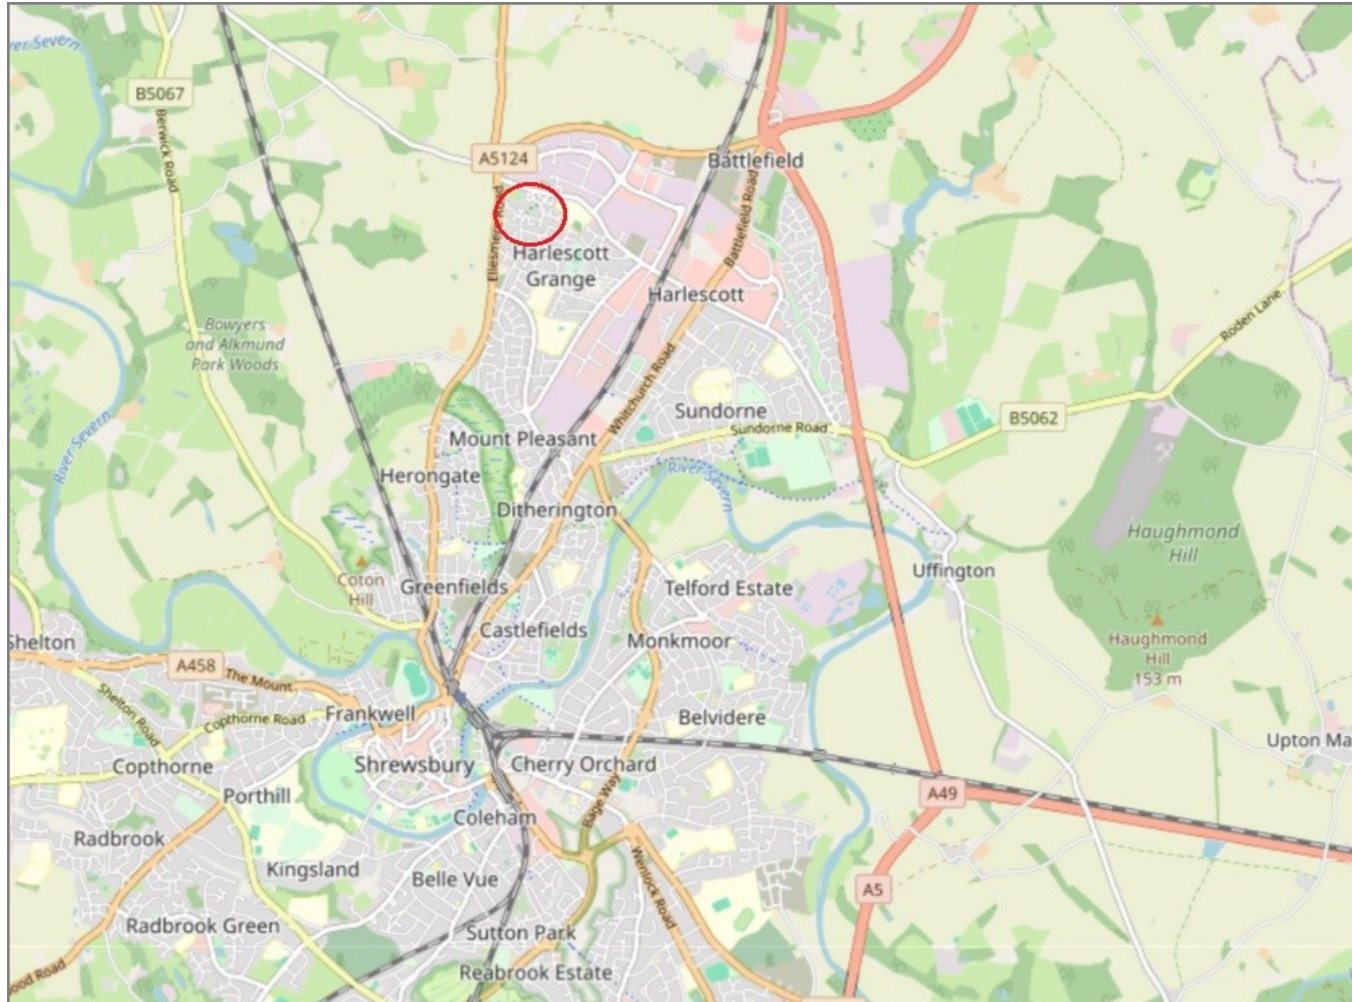 ver Severn
B5067
Berwick Road
A5124
Battlefield
Ellesmere Road
Harlescott
Grange
Battlefield Road
Harlescott
Roden Lane
Bowyers
and Alkmund
Park Woods
Whitchurch Road
Sundorne
B5062
Sundorne Road
River Severn
Mount Pleasant
Herongate
River Severn
Ditherington
Haughmond
Hill
Coton
Hill
Greenfields
Telford Estate
Uffington
Castlefields
Monkmoor
Shelton
Haughmond
Hill
153 m
A458
The Mount
Shelton Road
Copthorne Road
Frankwell
Belvidere
Upton Ma
Copthorne
Shrewsbury
Cherry Orchard
Porthill
Bage Way
A49
Coleham
Radbrook
Kingsland
Belle Vue
Wenlock Road
A5
Radbrook Green
Sutton Park
Reabrook Estate
ood Road